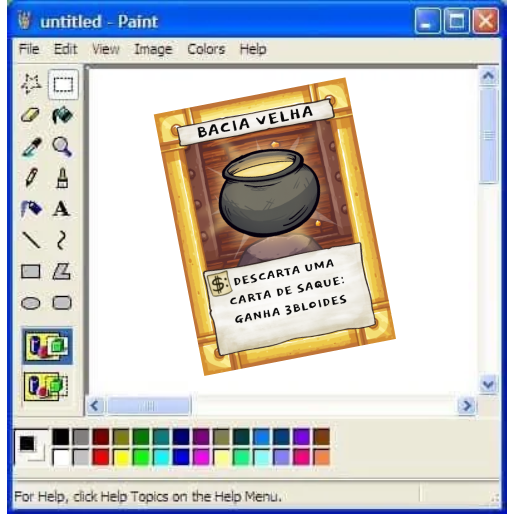 untitled - Paint
File Edit View Image Colors Help
BACIA VELHA
$: DESCARTA UMA
CARTA DE SAQUE:
GANHA 3BLOIDES
A
For Help, click Help Topics on the Help Menu.